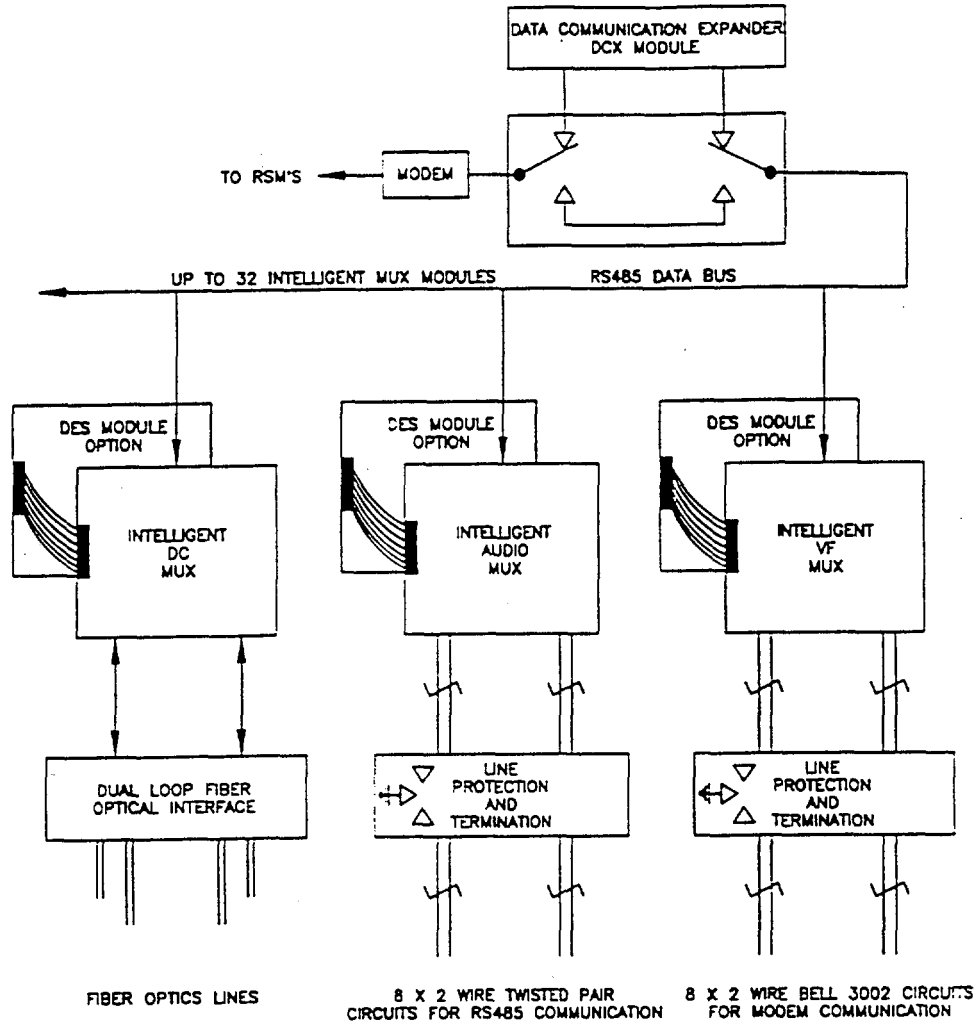 DATA COMMUNICATION EXPANDER
DCX MODULE
TO RSM'S
MODEM
UP TO 32 INTELLIGENT MUX MODULES
RS485 DATA BUS
DES MODULE
OPTION
DES MODULE
OPTION
DES MODULE
OPTION
INTELLIGENT
DC
MUX
INTELLIGENT
AUDIO
MUX
INTELLIGENT
VF
MUX
DUAL LOOP FIBER
OPTICAL INTERFACE
LINE
PROTECTION
AND
TERMINATION
LINE
PROTECTION
AND
TERMINATION
FIBER OPTICS LINES
8 X 2 WIRE TWISTED PAIR
CIRCUITS FOR RS485 COMMUNICATION
8 X 2 WIRE BELL 3002 CIRCUITS
FOR MODEM COMMUNICATION